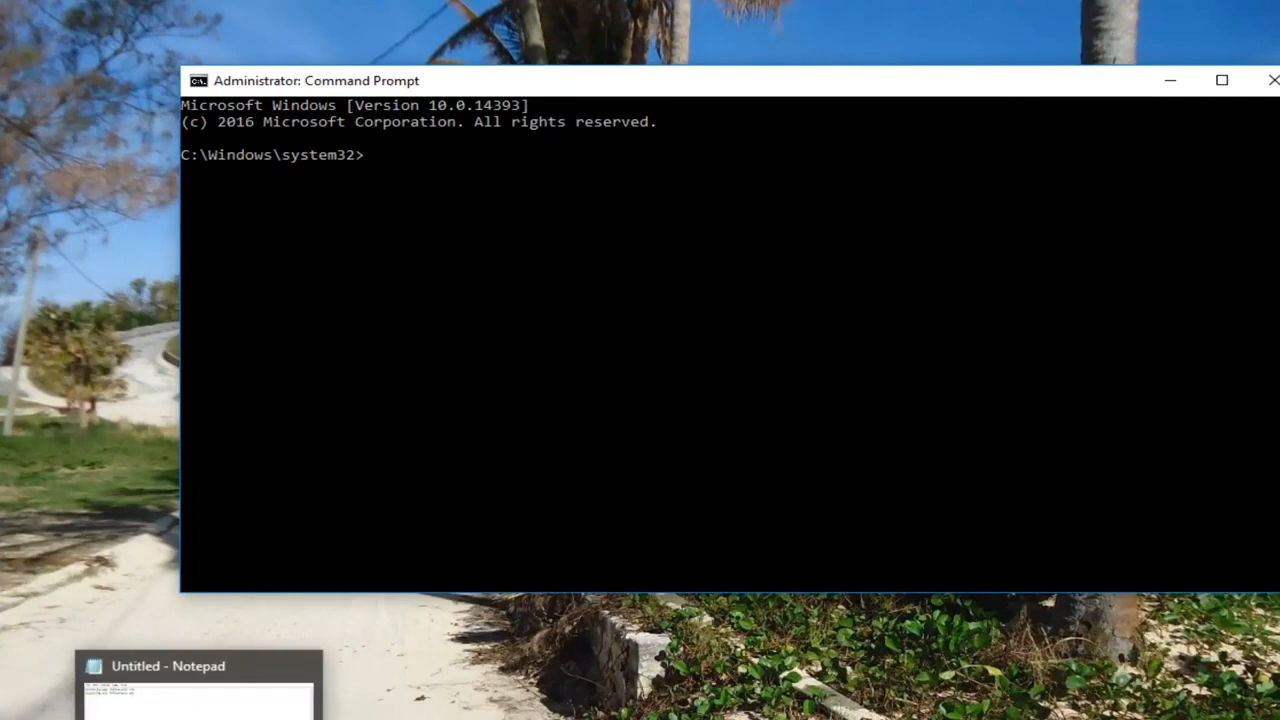 Administrator: Command Prompt
Microsoft Windows [Version 10.0.14393]
(c) 2016 Microsoft Corporation. All rights reserved.
C:\Windows\system32>
Untitled - Notepad